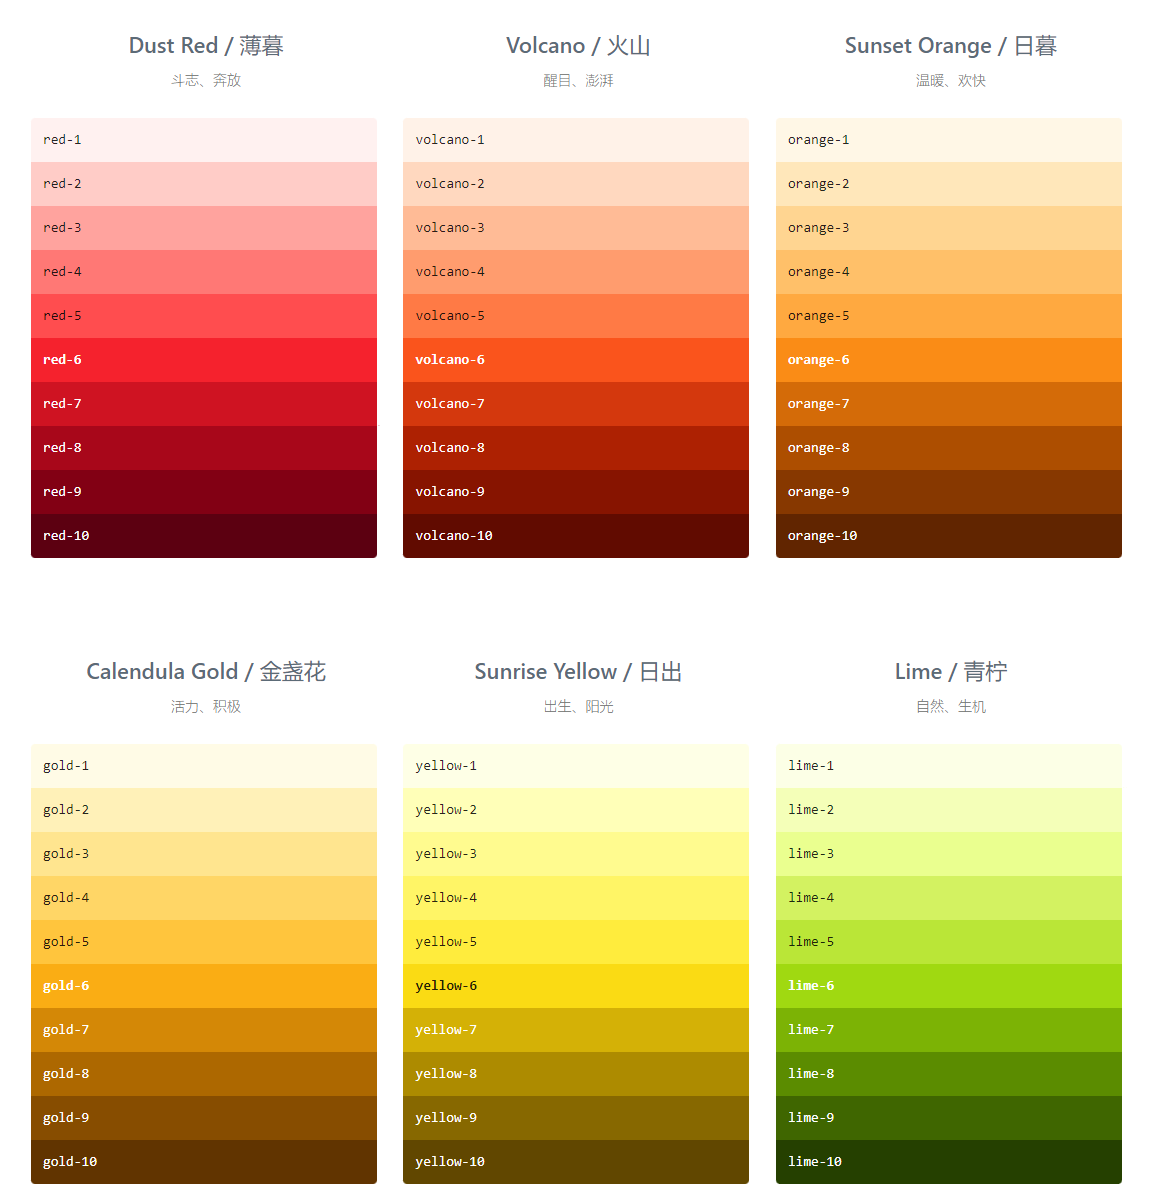 Dust Red / 薄暮
斗志、奔放
red-1
red-2
red-3
red-4
red-5
red-6
red-7
red-8
red-9
red-10
Volcano / 火山
醒目、澎湃
volcano-1
volcano-2
volcano-3
volcano-4
volcano-5
volcano-6
volcano-7
volcano-8
volcano-9
volcano-10
Sunset Orange / 日暮
温暖、欢快
orange-1
orange-2
orange-3
orange-4
orange-5
orange-6
orange-7
orange-8
orange-9
orange-10
Calendula Gold / 金盏花
活力、积极
gold-1
gold-2
gold-3
gold-4
gold-5
gold-6
gold-7
gold-8
gold-9
gold-10
Sunrise Yellow / 日出
出生、阳光
yellow-1
yellow-2
yellow-3
yellow-4
yellow-5
yellow-6
yellow-7
yellow-8
yellow-9
yellow-10
Lime / 青柠
自然、生机
lime-1
lime-2
lime-3
lime-4
lime-5
lime-6
lime-7
lime-8
lime-9
lime-10